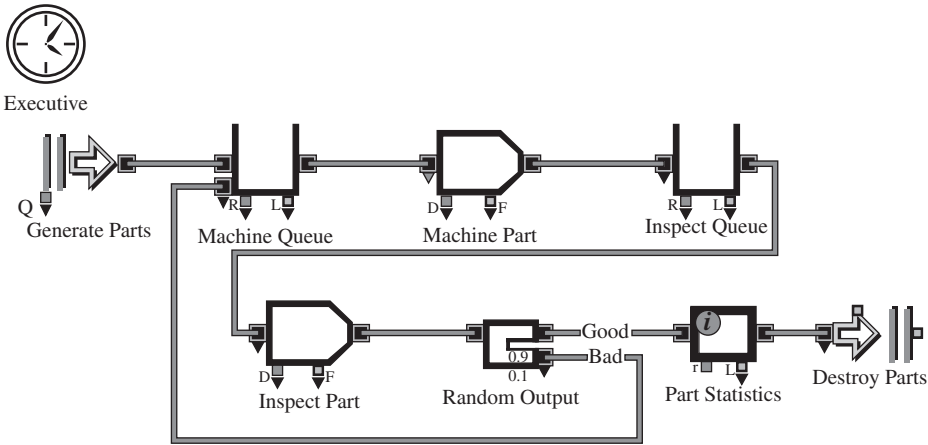 Executive
Q
Generate Parts
R L
Machine Queue
D F
Machine Part
R L
Inspect Queue
D F
Inspect Part
0.9
0.1
Random Output
Good
Bad
i
r L
Part Statistics
Destroy Parts